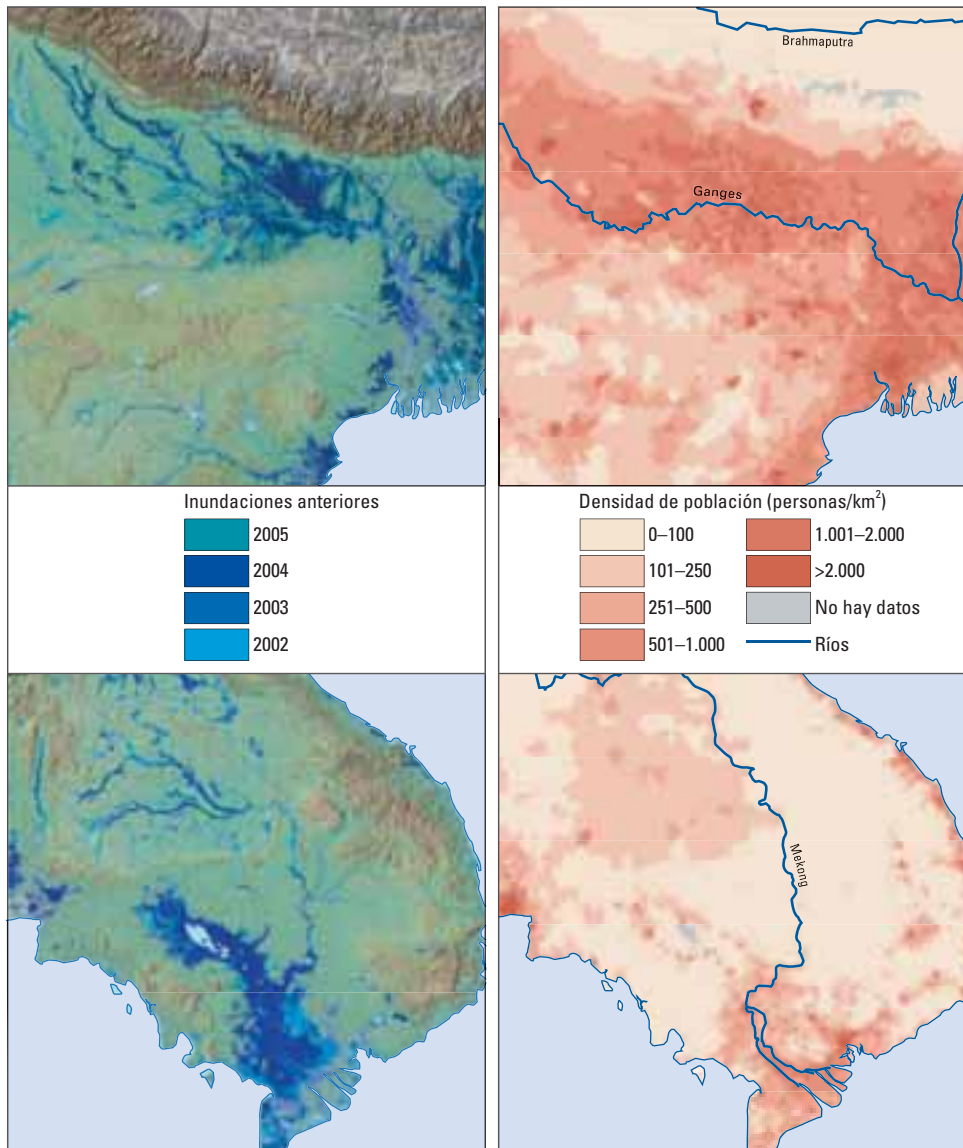 Brahmaputra
Ganges
Inundaciones anteriores
2005
2004
2003
2002
Densidad de población (personas/km²)
0–100
101–250
251–500
501–1.000
1.001–2.000
>2.000
No hay datos
Ríos
Mekong